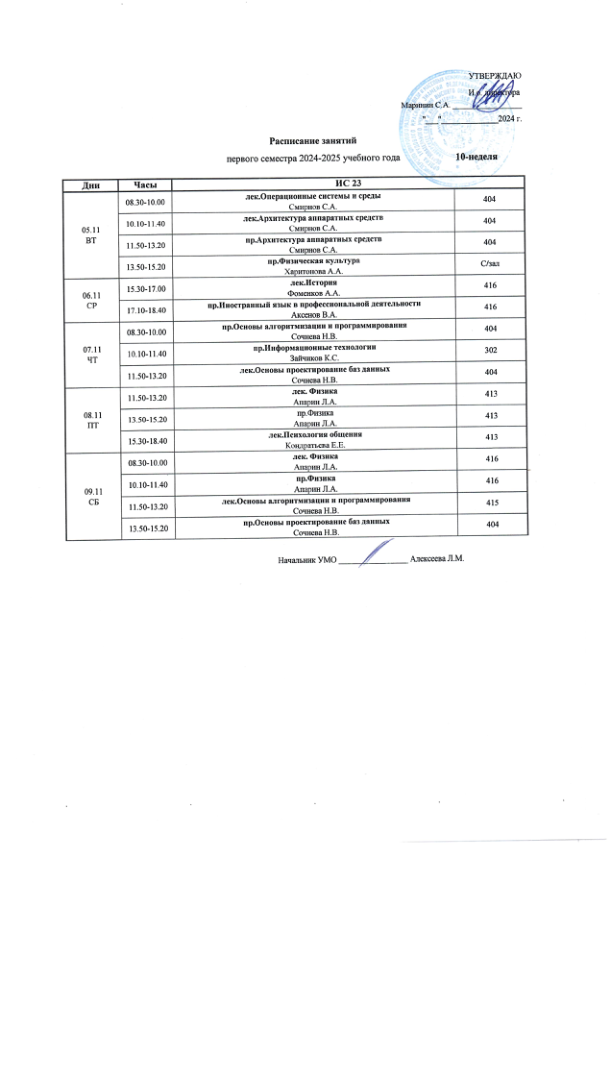 УТВЕРЖДАЮ
И.о. директора
Маринин С.А. ________________
"___"______________2024 г.
Расписание занятий
первого семестра 2024-2025 учебного года 10-неделя
Дни Часы ИС 23
05.11
ВТ
08.30-10.00 лек.Операционные системы и среды 404
Смирнов С.А.
10.10-11.40 лек.Архитектура аппаратных средств 404
Смирнов С.А.
11.50-13.20 пр.Архитектура аппаратных средств 404
Смирнов С.А.
13.50-15.20 пр.Физическая культура С/зал
Харитонова А.А.
06.11
СР
15.30-17.00 лек.История 416
Фоменков А.А.
17.10-18.40 пр.Иностранный язык в профессиональной деятельности 416
Аксенов В.А.
07.11
ЧТ
08.30-10.00 пр.Основы алгоритмизации и программирования 404
Сочнева Н.В.
10.10-11.40 пр.Информационные технологии 302
Зайчиков К.С.
11.50-13.20 лек.Основы проектирование баз данных 404
Сочнева Н.В.
08.11
ПТ
11.50-13.20 лек. Физика 413
Апарин Л.А.
13.50-15.20 пр.Физика 413
Апарин Л.А.
15.30-18.40 лек.Психология общения 413
Кондратьева Е.Е.
09.11
СБ
08.30-10.00 лек. Физика 416
Апарин Л.А.
10.10-11.40 пр.Физика 416
Апарин Л.А.
11.50-13.20 лек.Основы алгоритмизации и программирования 415
Сочнева Н.В.
13.50-15.20 пр.Основы проектирование баз данных 404
Сочнева Н.В.
Начальник УМО ________________ Алексеева Л.М.